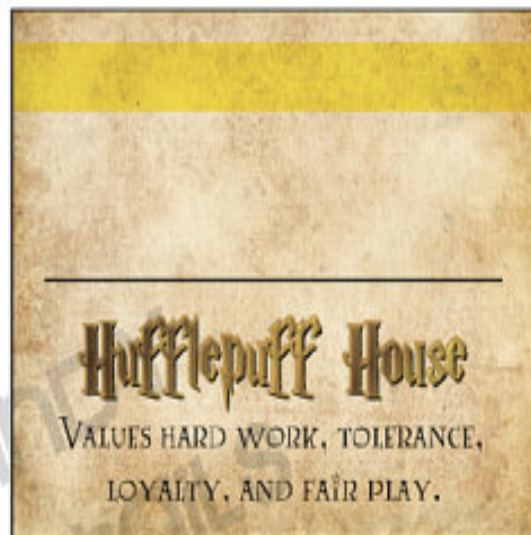 Hufflepuff House
VALUES HARD WORK, TOLERANCE,
LOYALTY, AND FAIR PLAY.